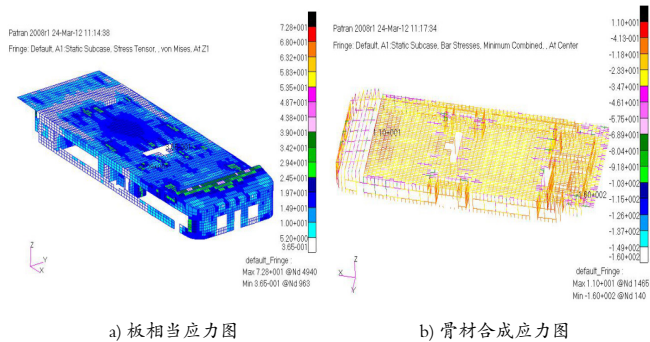 Patran 2008r1 24-Mar-12 11:14:38
Fringe: Default, A1:Static Subcase, Stress Tensor, , von Mises, At Z1
7.28+001
6.80+001
6.32+001
5.83+001
5.35+001
4.87+001
4.38+001
3.90+001
3.42+001
2.94+001
2.45+001
1.97+001
1.49+001
1.00+001
5.20+000
3.65-001
Z
Y
X
default_Fringe :
Max 7.28+001 @Nd 4940
Min 3.65-001 @Nd 963
a) 板相当应力图
Patran 2008r1 24-Mar-12 11:17:34
Fringe: Default, A1:Static Subcase, Bar Stresses, Minimum Combined, , At Center
1.10+001
-4.13-001
-1.18+001
-2.33+001
-3.47+001
-4.61+001
-5.75+001
-6.89+001
-8.04+001
-9.18+001
-1.03+002
-1.15+002
-1.26+002
-1.37+002
-1.49+002
-1.60+002
1.10+001
Z
X
Y
default_Fringe :
Max 1.10+001 @Nd 1465
Min -1.60+002 @Nd 140
b) 骨材合成应力图